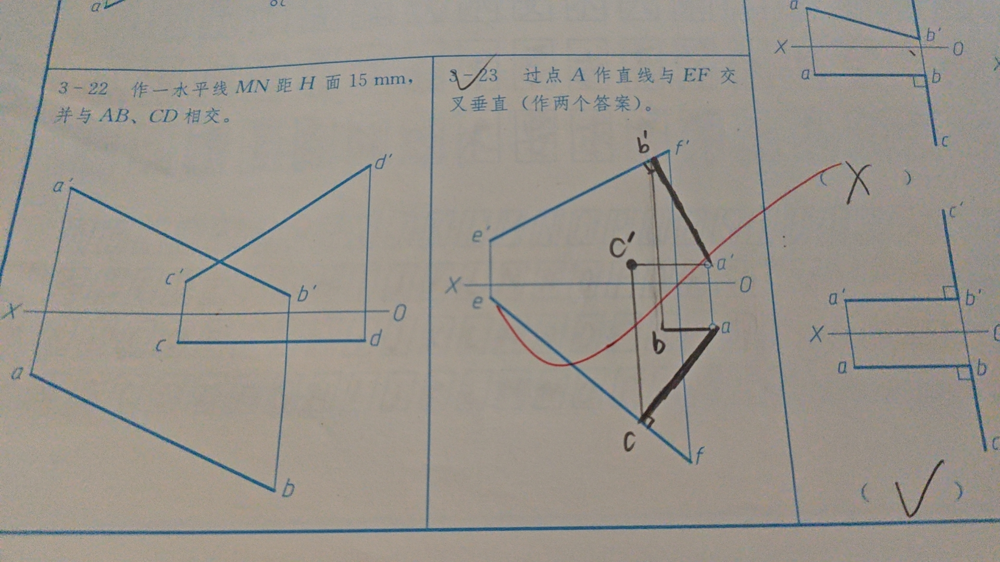 a
3-22 作一水平线 MN 距 H 面 15 mm,
并与 AB、CD 相交。
d'
a'
c'
b'
X
O
c
d
a
b
3-23 过点 A 作直线与 EF 交
叉垂直（作两个答案）。
b'
f'
e'
C'
a'
X
O
e
b
a
C
f
a
b'
X
O
a
b
c
( X )
c'
a'
b'
X
a
b
( √ )